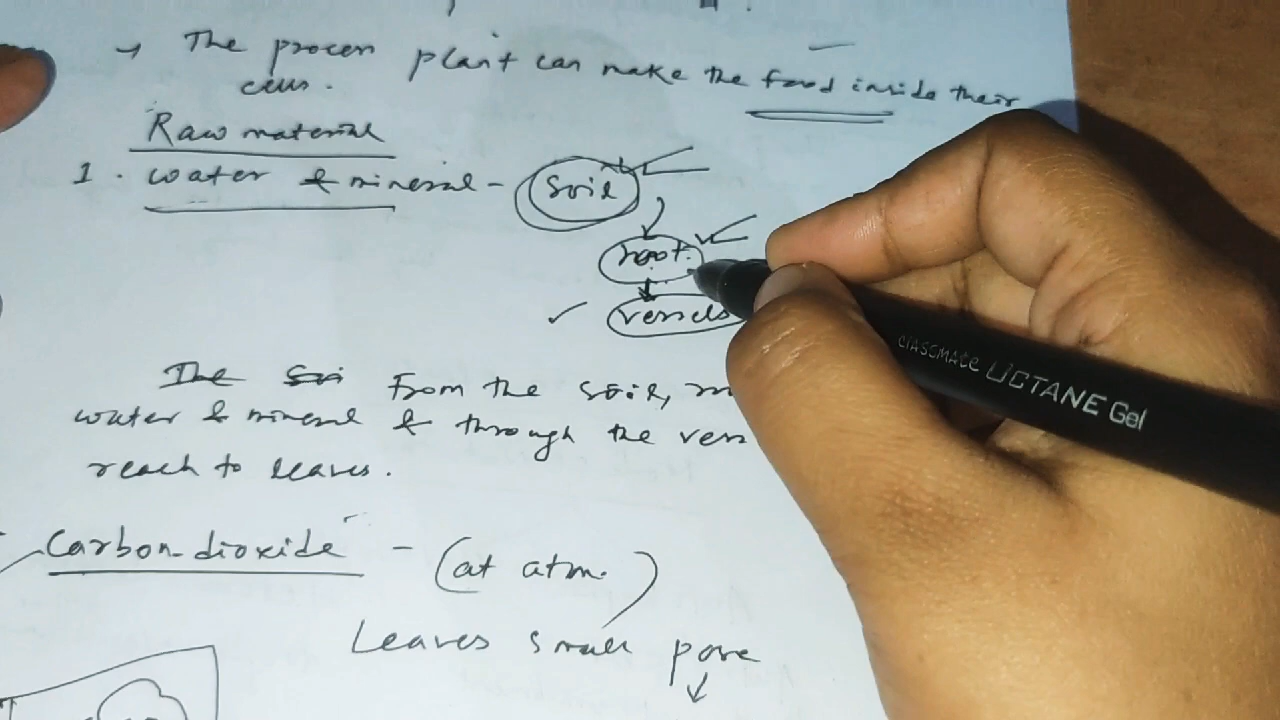 → The process plant can make the food inside their
cells.
Raw material
1. water & mineral - Soil
root
vessels
The Soi From the soil,
water & mineral & through the
reach to leaves.
Carbon-dioxide - (at atm.)
Leaves small pore
↓
CLASSMATE OCTANE Gel